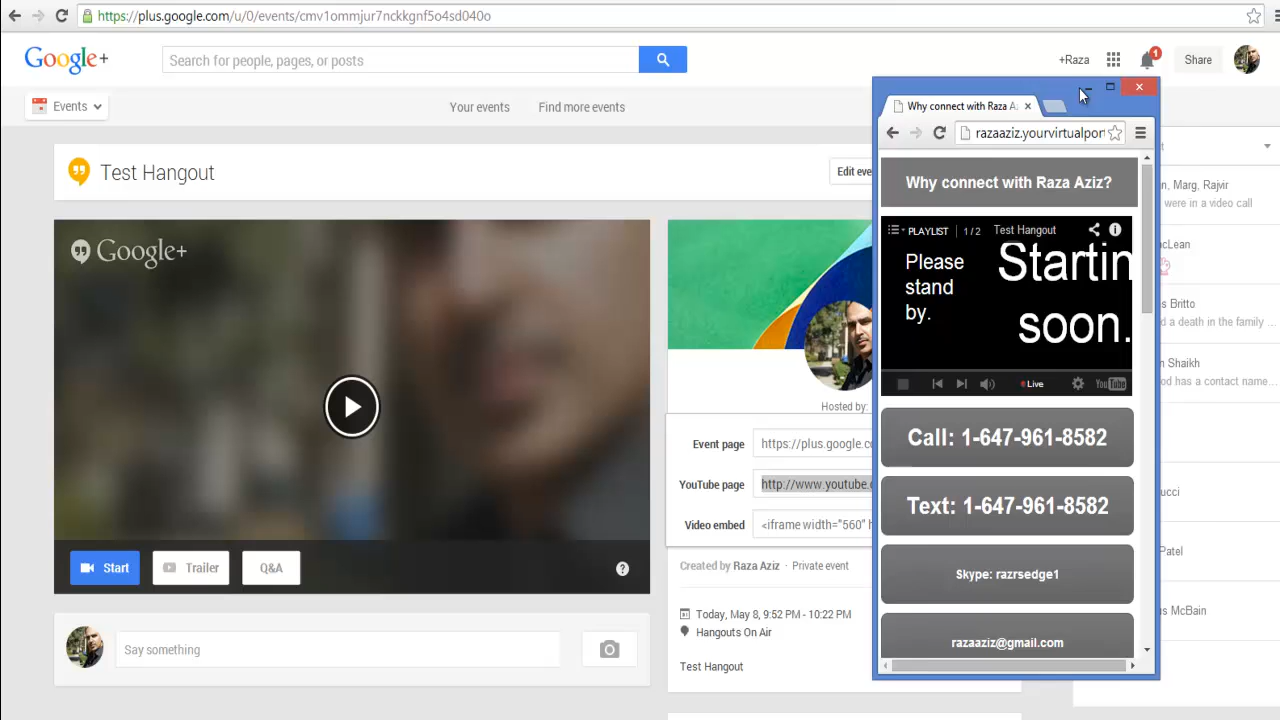 https://plus.google.com/u/0/events/cmv1ommjur7nckkgnf5o4sd040o
Google+
Search for people, pages, or posts
+Raza
1
Share
Events
Your events
Find more events
Test Hangout
Edit eve
Google+
Start
Trailer
Q&A
?
Say something
Hosted by:
Event page
https://plus.google.co
YouTube page
http://www.youtube.c
Video embed
<iframe width="560" h
Created by Raza Aziz · Private event
Today, May 8, 9:52 PM - 10:22 PM
Hangouts On Air
Test Hangout
Why connect with Raza A
razaaziz.yourvirtualport
Why connect with Raza Aziz?
PLAYLIST
1 / 2
Test Hangout
Please
stand
by.
Startin
soon.
Live
YouTube
Call: 1-647-961-8582
Text: 1-647-961-8582
Skype: razrsedge1
razaaziz@gmail.com
n, Marg, Rajvir
were in a video call
cLean
s Britto
d a death in the family
n Shaikh
od has a contact name...
ucci
Patel
us McBain